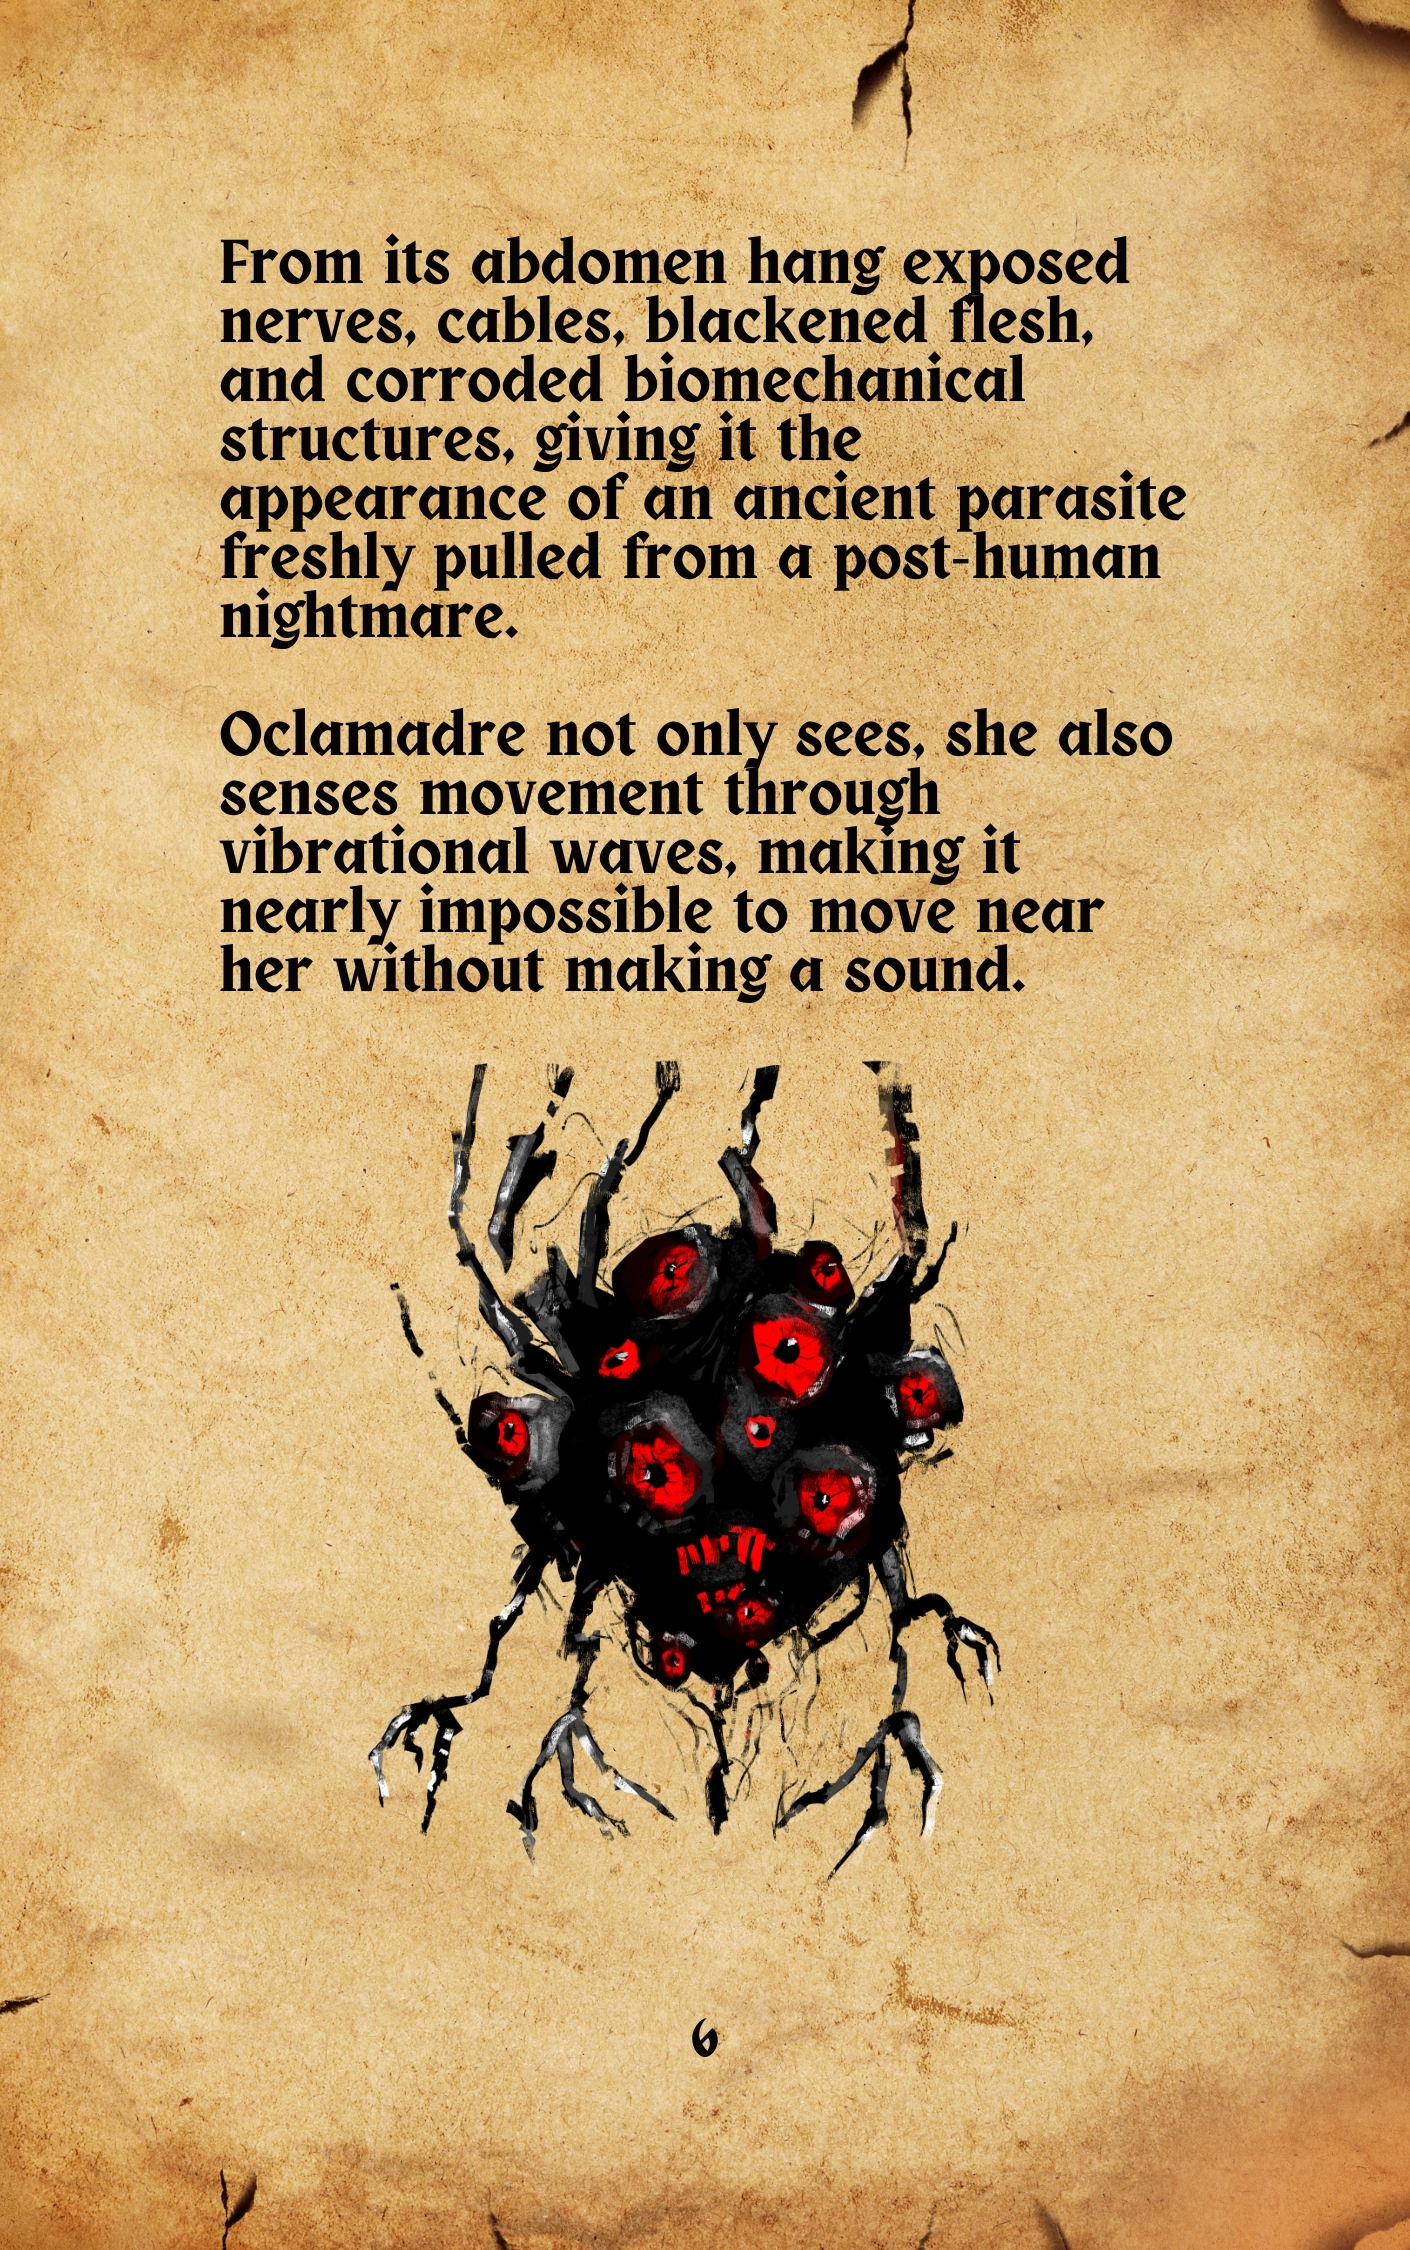 From its abdomen hang exposed
nerves, cables, blackened flesh,
and corroded biomechanical
structures, giving it the
appearance of an ancient parasite
freshly pulled from a post-human
nightmare.
Oclamadre not only sees, she also
senses movement through
vibrational waves, making it
nearly impossible to move near
her without making a sound.
6